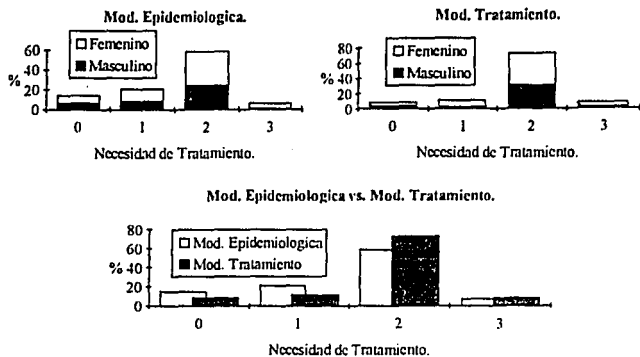 Mod. Epidemiologica.
60
40
20
0
%
Femenino
Masculino
0 1 2 3
Necesidad de Tratamiento.
Mod. Tratamiento.
80
60
40
20
0
%
Femenino
Masculino
0 1 2 3
Necesidad de Tratamiento.
Mod. Epidemiologica vs. Mod. Tratamiento.
80
60
40
20
0
%
Mod. Epidemiologica
Mod. Tratamiento
0 1 2 3
Necesidad de Tratamiento.